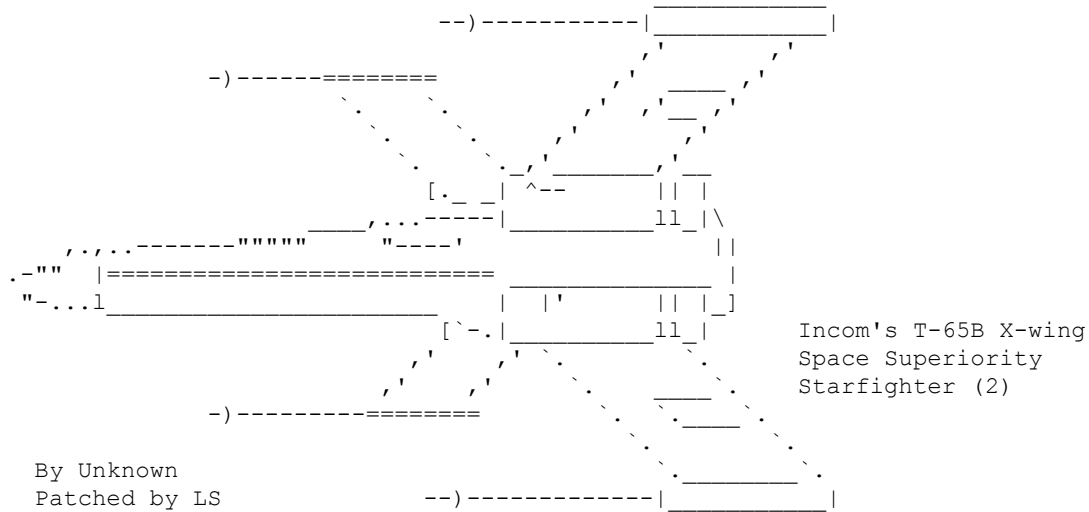 Incom's T-65B X-wing
Space Superiority
Starfighter (2)
By Unknown
Patched by LS